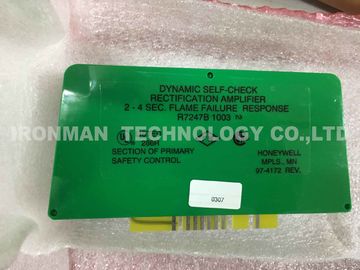 DYNAMIC SELF-CHECK
RECTIFICATION AMPLIFIER
2 - 4 SEC. FLAME FAILURE RESPONSE
R7247B 1003
IRONMAN TECHNOLOGY CO.,LTD
286R
SECTION OF PRIMARY
SAFETY CONTROL
HONEYWELL
MPLS., MN
97-4172 REV.
0307